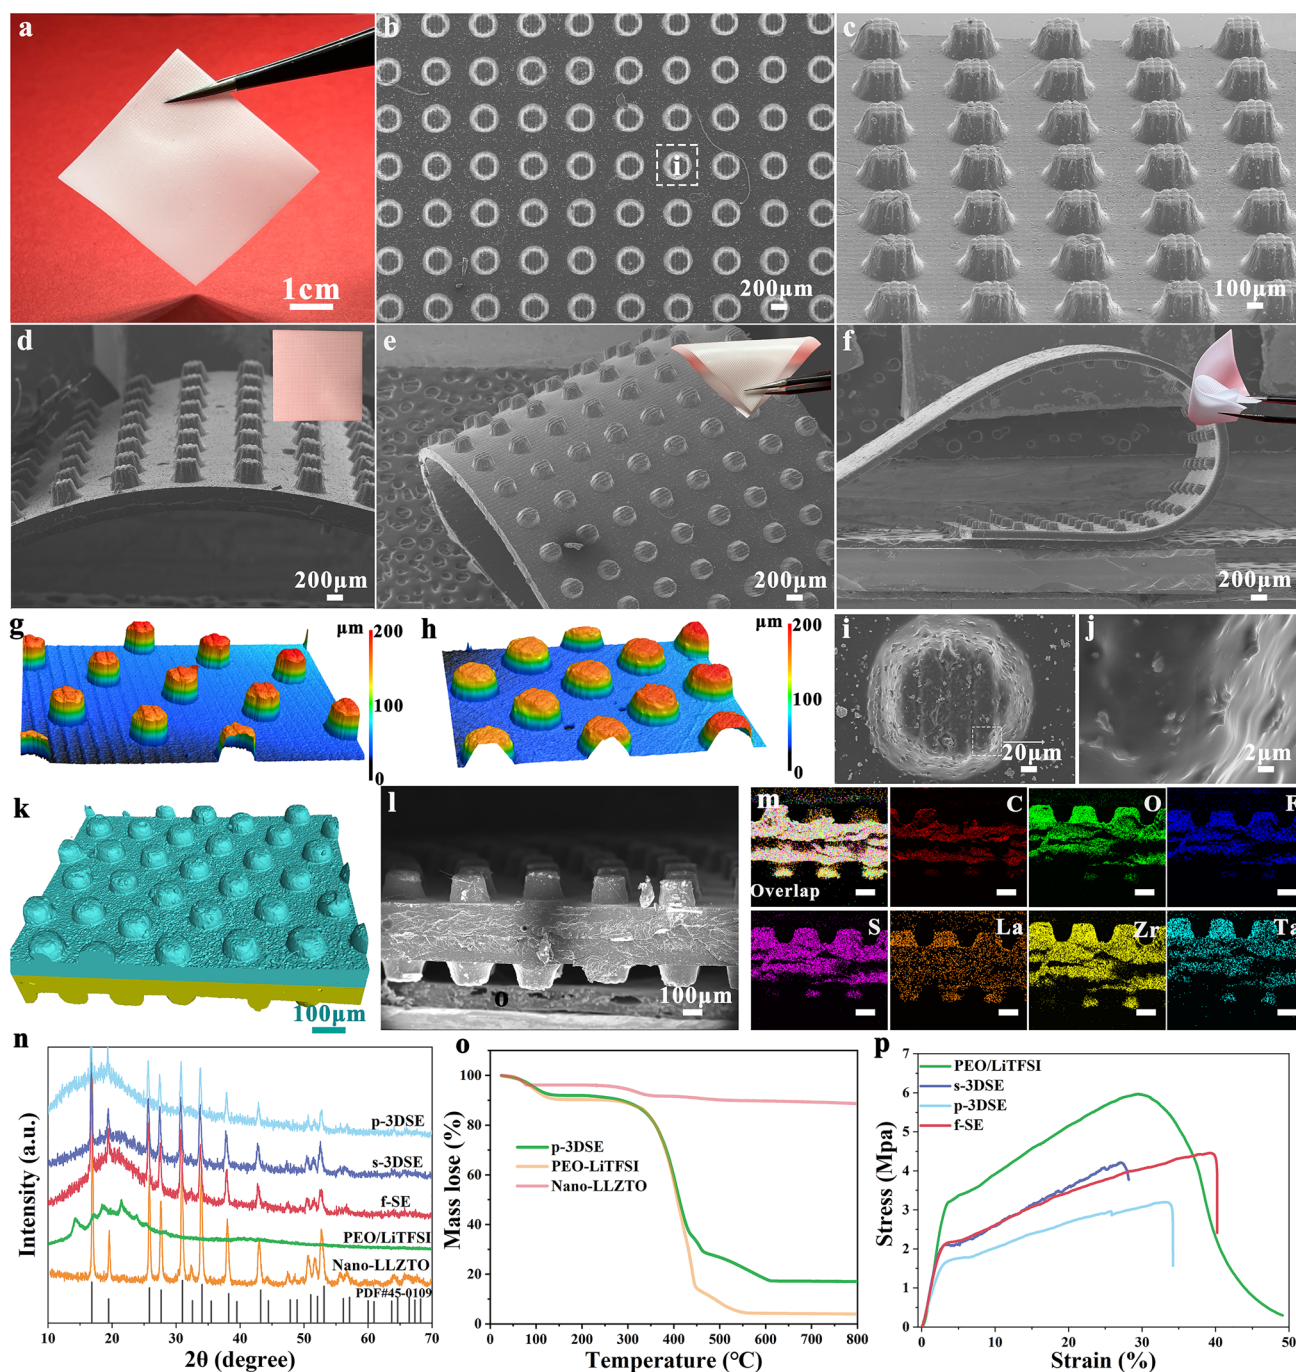 a
1cm
b
i
200μm
c
100μm
d
200μm
e
200μm
f
200μm
g
μm 200
100
0
h
μm 200
100
0
i
20μm
j
2μm
k
100μm
l
o
100μm
m
Overlap
C
O
F
S
La
Zr
Ta
n
Intensity (a.u.)
p-3DSE
s-3DSE
f-SE
PEO/LiTFSI
Nano-LLZTO
PDF#45-0109
10 20 30 40 50 60 70
2θ (degree)
o
Mass lose (%)
100
80
60
40
20
0
p-3DSE
PEO-LiTFSI
Nano-LLZTO
0 100 200 300 400 500 600 700 800
Temperature (℃)
p
Stress (Mpa)
7
6
5
4
3
2
1
0
PEO/LiTFSI
s-3DSE
p-3DSE
f-SE
0 10 20 30 40 50
Strain (%)